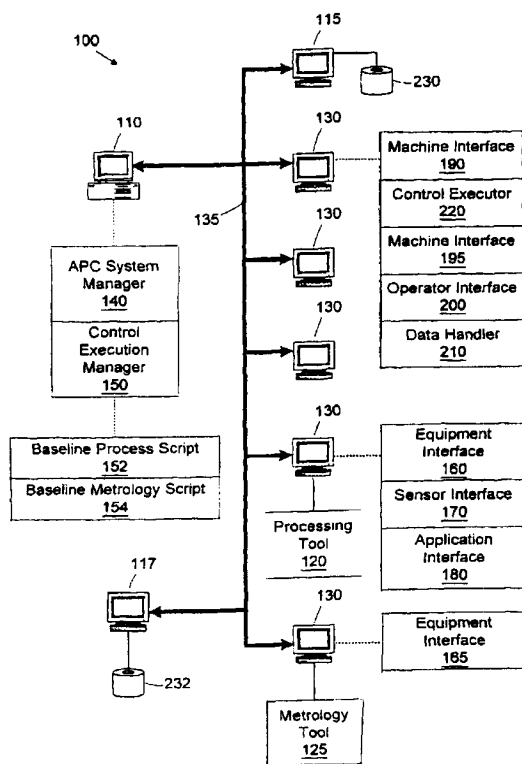 100
115
230
110
130
Machine Interface
190
Control Executor
220
Machine Interface
195
Operator Interface
200
Data Handler
210
135
130
APC System
Manager
140
Control
Execution
Manager
150
130
Baseline Process Script
152
Baseline Metrology Script
154
130
Equipment
Interface
160
Sensor Interface
170
Application
Interface
180
Processing
Tool
120
117
232
130
Equipment
Interface
165
Metrology
Tool
125